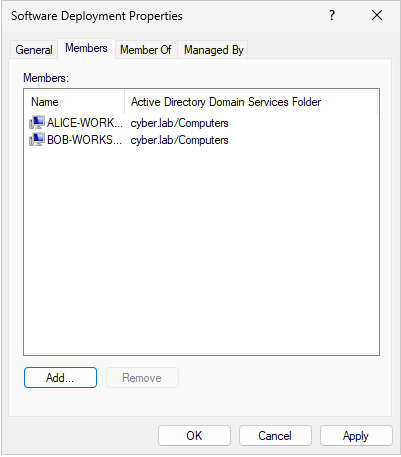 Software Deployment Properties ?
General Members Member Of Managed By
Members:
Name Active Directory Domain Services Folder
ALICE-WORK... cyber.lab/Computers
BOB-WORKS... cyber.lab/Computers
Add... Remove
OK Cancel Apply